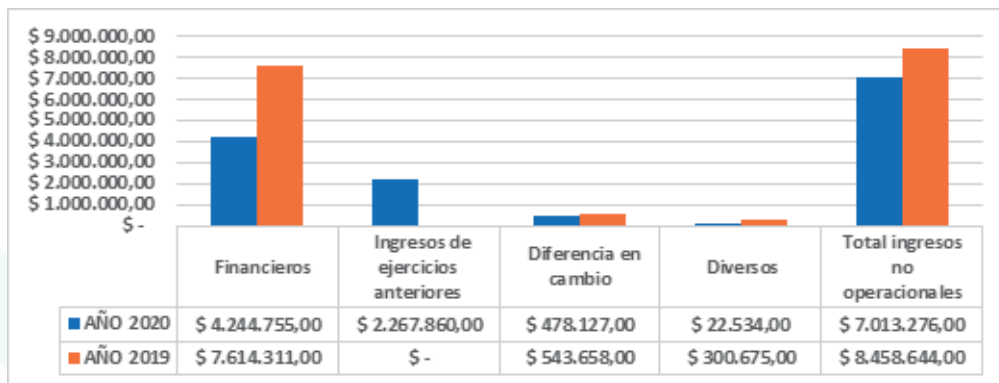 $ 9.000.000,00
$ 8.000.000,00
$ 7.000.000,00
$ 6.000.000,00
$ 5.000.000,00
$ 4.000.000,00
$ 3.000.000,00
$ 2.000.000,00
$ 1.000.000,00
$ -
Financieros
Ingresos de
ejercicios
anteriores
Diferencia en
cambio
Diversos
Total ingresos
no
operacionales
AÑO 2020 $ 4.244.755,00 $ 2.267.860,00 $ 478.127,00 $ 22.534,00 $ 7.013.276,00
AÑO 2019 $ 7.614.311,00 $ - $ 543.658,00 $ 300.675,00 $ 8.458.644,00